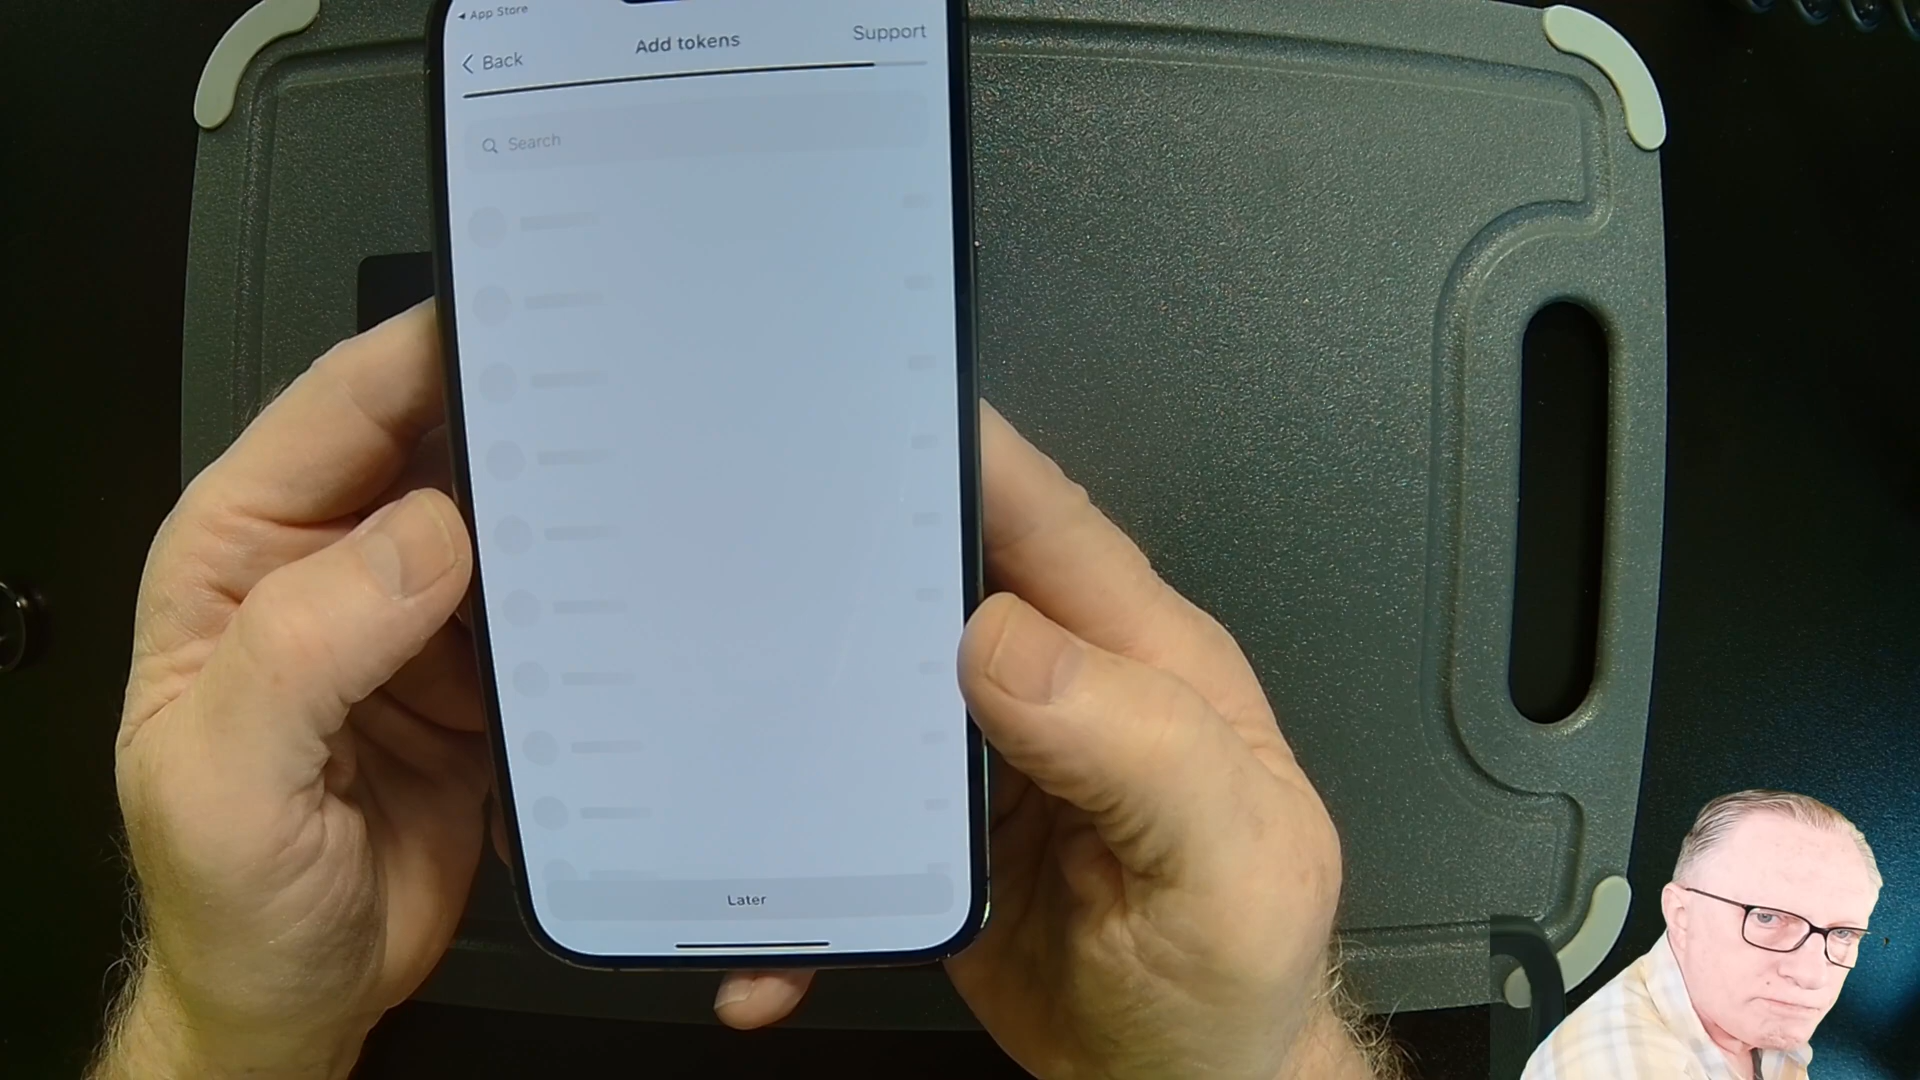 ◂ App Store
Back
Add tokens
Support
Search
Later